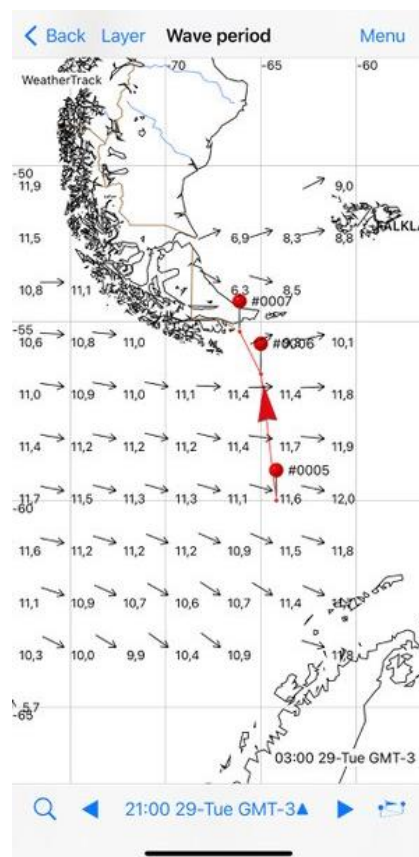 Back Layer Wave period Menu
-70 -65 -60
WeatherTrack
-50
11,9 9,0
FALKLA
11,5 6,9 8,3 8,8
10,8 11,1 6,3 8,5
#0007
-55
10,6 10,8 11,0 #0006 10,1
11,0 10,9 11,0 11,1 11,4 11,4 11,8
11,4 11,2 11,2 11,2 11,4 11,7 11,9
#0005
11,7 11,5 11,3 11,3 11,1 11,6 12,0
-60
11,6 11,2 11,2 11,2 10,9 11,5 11,8
11,1 10,9 10,7 10,6 10,7 11,4
10,3 10,0 9,9 10,4 10,9 11,8
-65
03:00 29-Tue GMT-3
21:00 29-Tue GMT-3▲